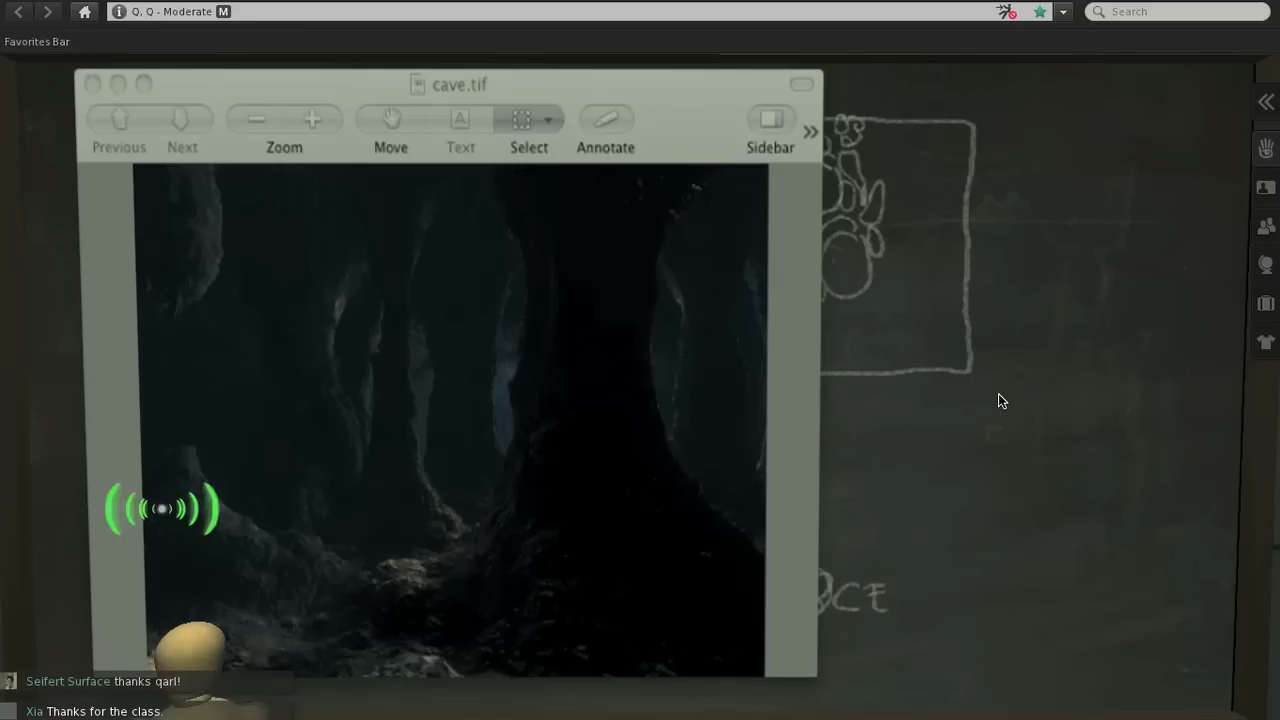 Q, Q - Moderate M
Search
Favorites Bar
cave.tif
Previous Next Zoom Move Text Select Annotate Sidebar
CE
Seifert Surface thanks qarl!
Xia Thanks for the class.